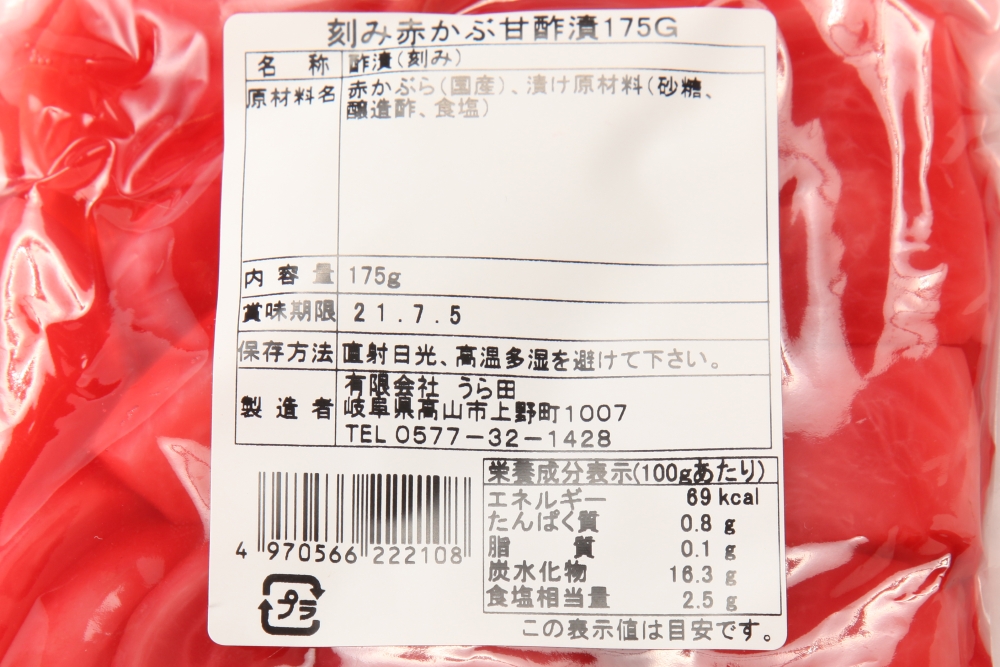 刻み赤かぶ甘酢漬175G
名称 酢漬(刻み)
原材料名 赤かぶら(国産)、漬け原材料(砂糖、
醸造酢、食塩)
内容量 175g
賞味期限 21.7.5
保存方法 直射日光、高温多湿を避けて下さい。
製造者 有限会社 うら田
岐阜県高山市上野町1007
TEL 0577-32-1428
栄養成分表示(100gあたり)
エネルギー 69kcal
たんぱく質 0.8g
脂質 0.1g
炭水化物 16.3g
食塩相当量 2.5g
この表示値は目安です。
4 970566 222108
プラ